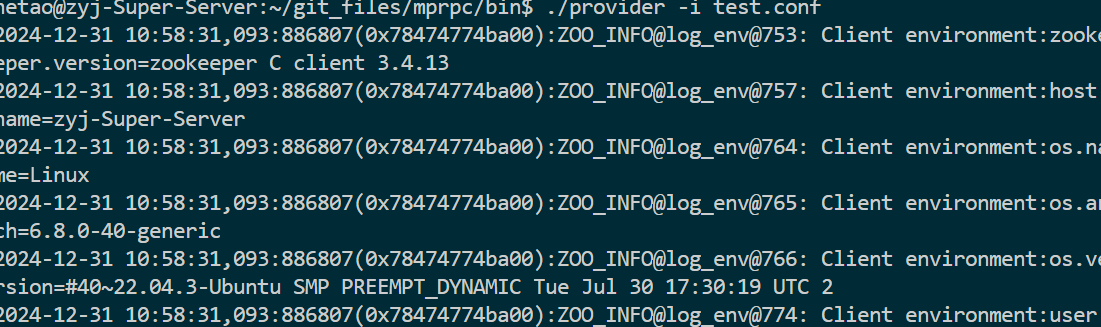 netao@zyj-Super-Server:~/git_files/mprpc/bin$ ./provider -i test.conf
2024-12-31 10:58:31,093:886807(0x78474774ba00):ZOO_INFO@log_env@753: Client environment:zooke
eper.version=zookeeper C client 3.4.13
2024-12-31 10:58:31,093:886807(0x78474774ba00):ZOO_INFO@log_env@757: Client environment:host.
name=zyj-Super-Server
2024-12-31 10:58:31,093:886807(0x78474774ba00):ZOO_INFO@log_env@764: Client environment:os.na
me=Linux
2024-12-31 10:58:31,093:886807(0x78474774ba00):ZOO_INFO@log_env@765: Client environment:os.ar
ch=6.8.0-40-generic
2024-12-31 10:58:31,093:886807(0x78474774ba00):ZOO_INFO@log_env@766: Client environment:os.ve
rsion=#40~22.04.3-Ubuntu SMP PREEMPT_DYNAMIC Tue Jul 30 17:30:19 UTC 2
2024-12-31 10:58:31,093:886807(0x78474774ba00):ZOO_INFO@log_env@774: Client environment:user